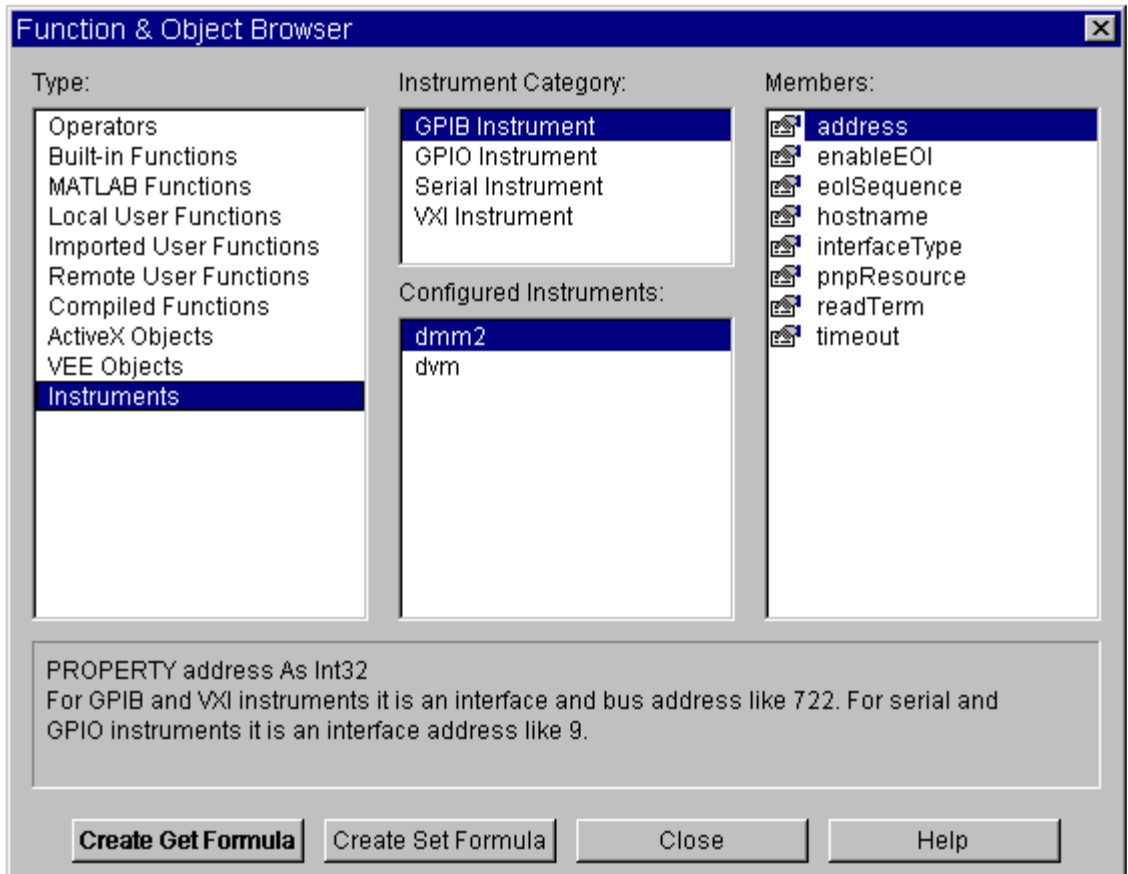 Function & Object Browser
Type:
Operators
Built-in Functions
MATLAB Functions
Local User Functions
Imported User Functions
Remote User Functions
Compiled Functions
ActiveX Objects
VEE Objects
Instruments
Instrument Category:
GPIB Instrument
GPIO Instrument
Serial Instrument
VXI Instrument
Configured Instruments:
dmm2
dvm
Members:
address
enableEOI
eolSequence
hostname
interfaceType
pnpResource
readTerm
timeout
PROPERTY address As Int32
For GPIB and VXI instruments it is an interface and bus address like 722. For serial and
GPIO instruments it is an interface address like 9.
Create Get Formula
Create Set Formula
Close
Help